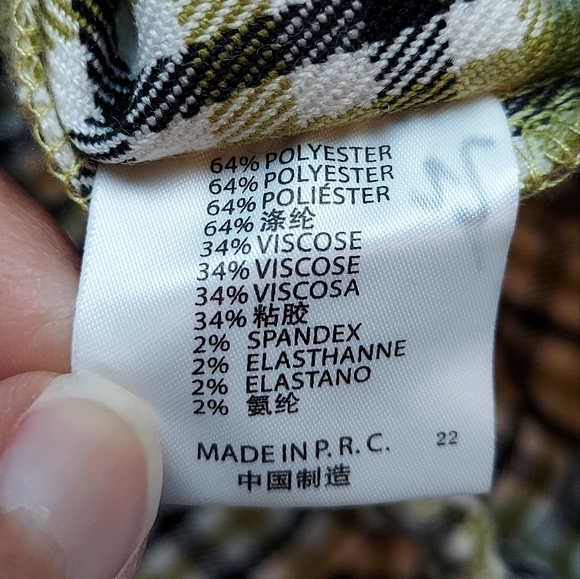 64% POLYESTER
64% POLYESTER
64% POLIÉSTER
64% 涤纶
34% VISCOSE
34% VISCOSE
34% VISCOSA
34% 粘胶
2% SPANDEX
2% ELASTHANNE
2% ELASTANO
2% 氨纶
MADE IN P. R. C. 22
中国制造